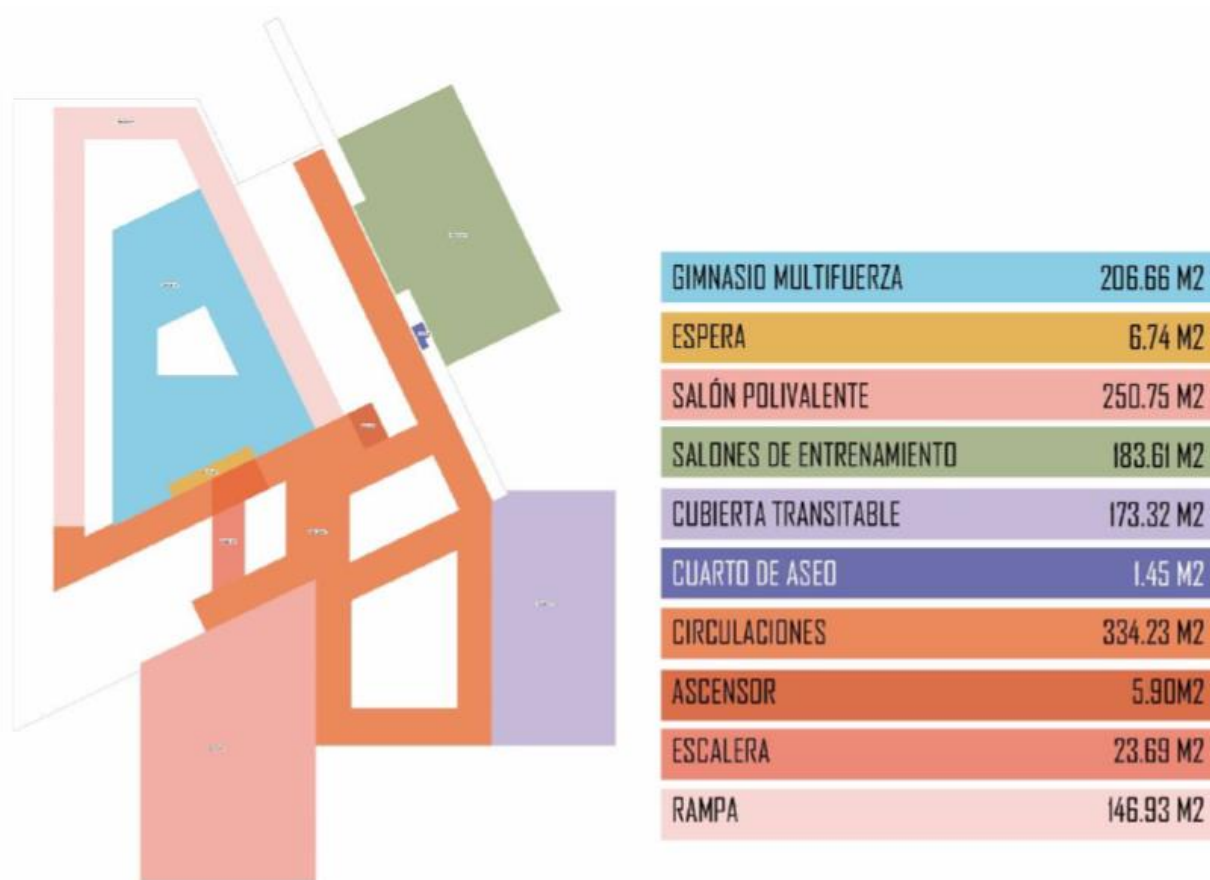 GIMNASIO MULTIFUERZA 206.66 M2
ESPERA 6.74 M2
SALÓN POLIVALENTE 250.75 M2
SALONES DE ENTRENAMIENTO 183.61 M2
CUBIERTA TRANSITABLE 173.32 M2
CUARTO DE ASEO 1.45 M2
CIRCULACIONES 334.23 M2
ASCENSOR 5.90M2
ESCALERA 23.69 M2
RAMPA 146.93 M2